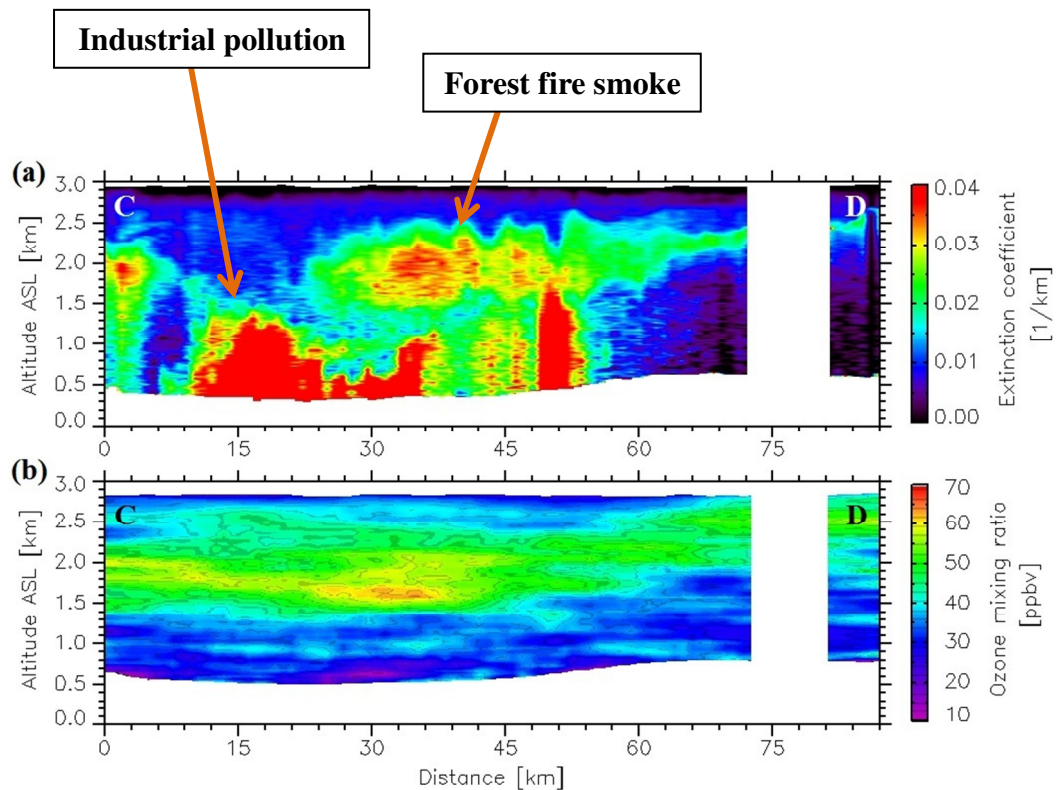 Industrial pollution
Forest fire smoke
(a)
C
D
3.0
2.5
2.0
1.5
1.0
0.5
0.0
Altitude ASL [km]
0 15 30 45 60 75
0.04
0.03
0.02
0.01
0.00
Extinction coefficient
[1/km]
(b)
C
D
3.0
2.5
2.0
1.5
1.0
0.5
0.0
Altitude ASL [km]
0 15 30 45 60 75
Distance [km]
70
60
50
40
30
20
10
Ozone mixing ratio
[ppbv]